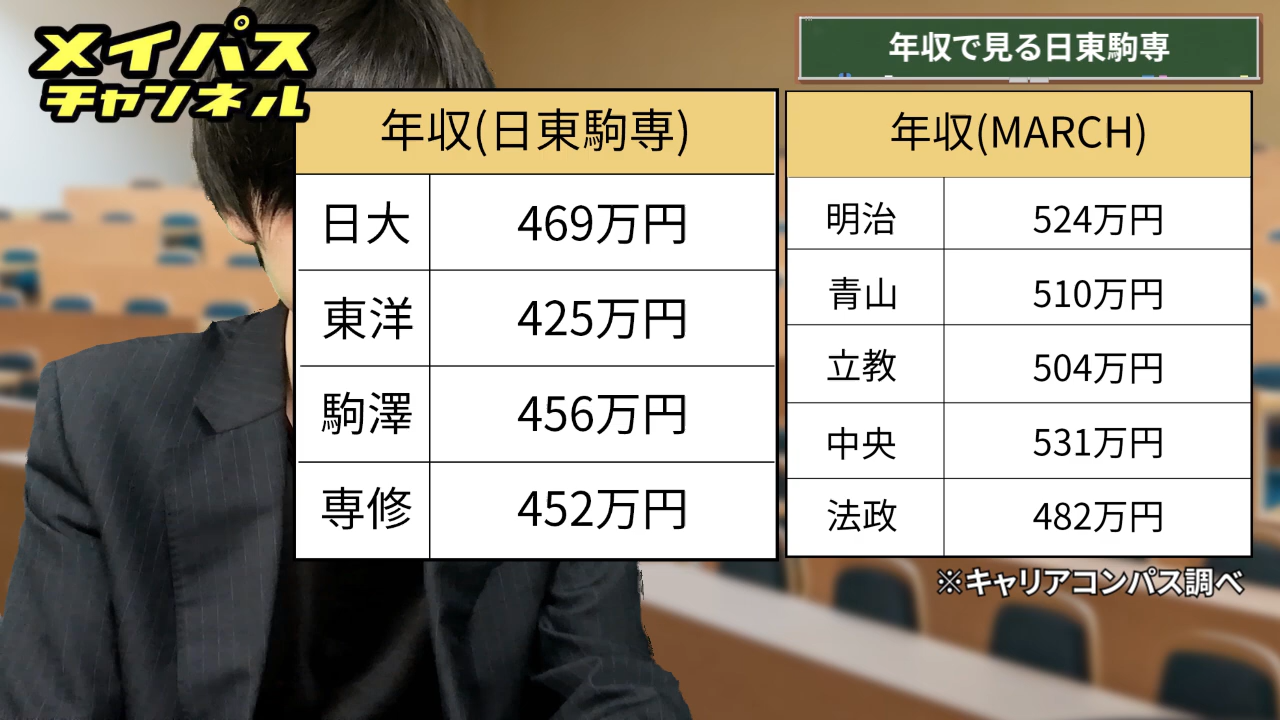 メイパス
チャンネル
年収で見る日東駒専
年収(日東駒専)
日大 469万円
東洋 425万円
駒澤 456万円
専修 452万円
年収(MARCH)
明治 524万円
青山 510万円
立教 504万円
中央 531万円
法政 482万円
※キャリアコンパス調べ